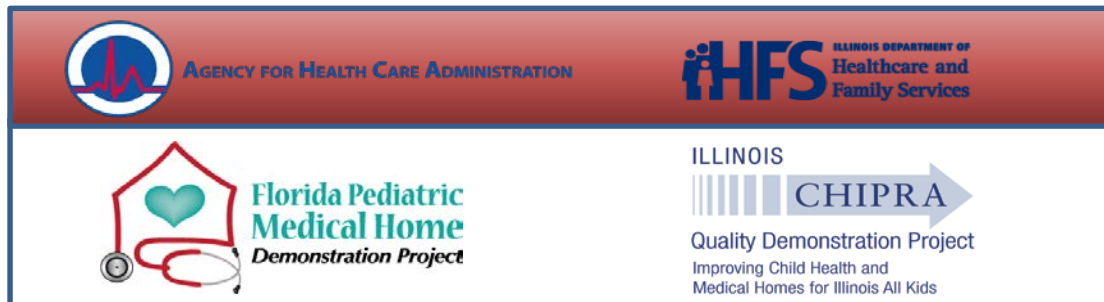 AGENCY FOR HEALTH CARE ADMINISTRATION
HFS
ILLINOIS DEPARTMENT OF
Healthcare and
Family Services
Florida Pediatric
Medical Home
Demonstration Project
ILLINOIS
CHIPRA
Quality Demonstration Project
Improving Child Health and
Medical Homes for Illinois All Kids